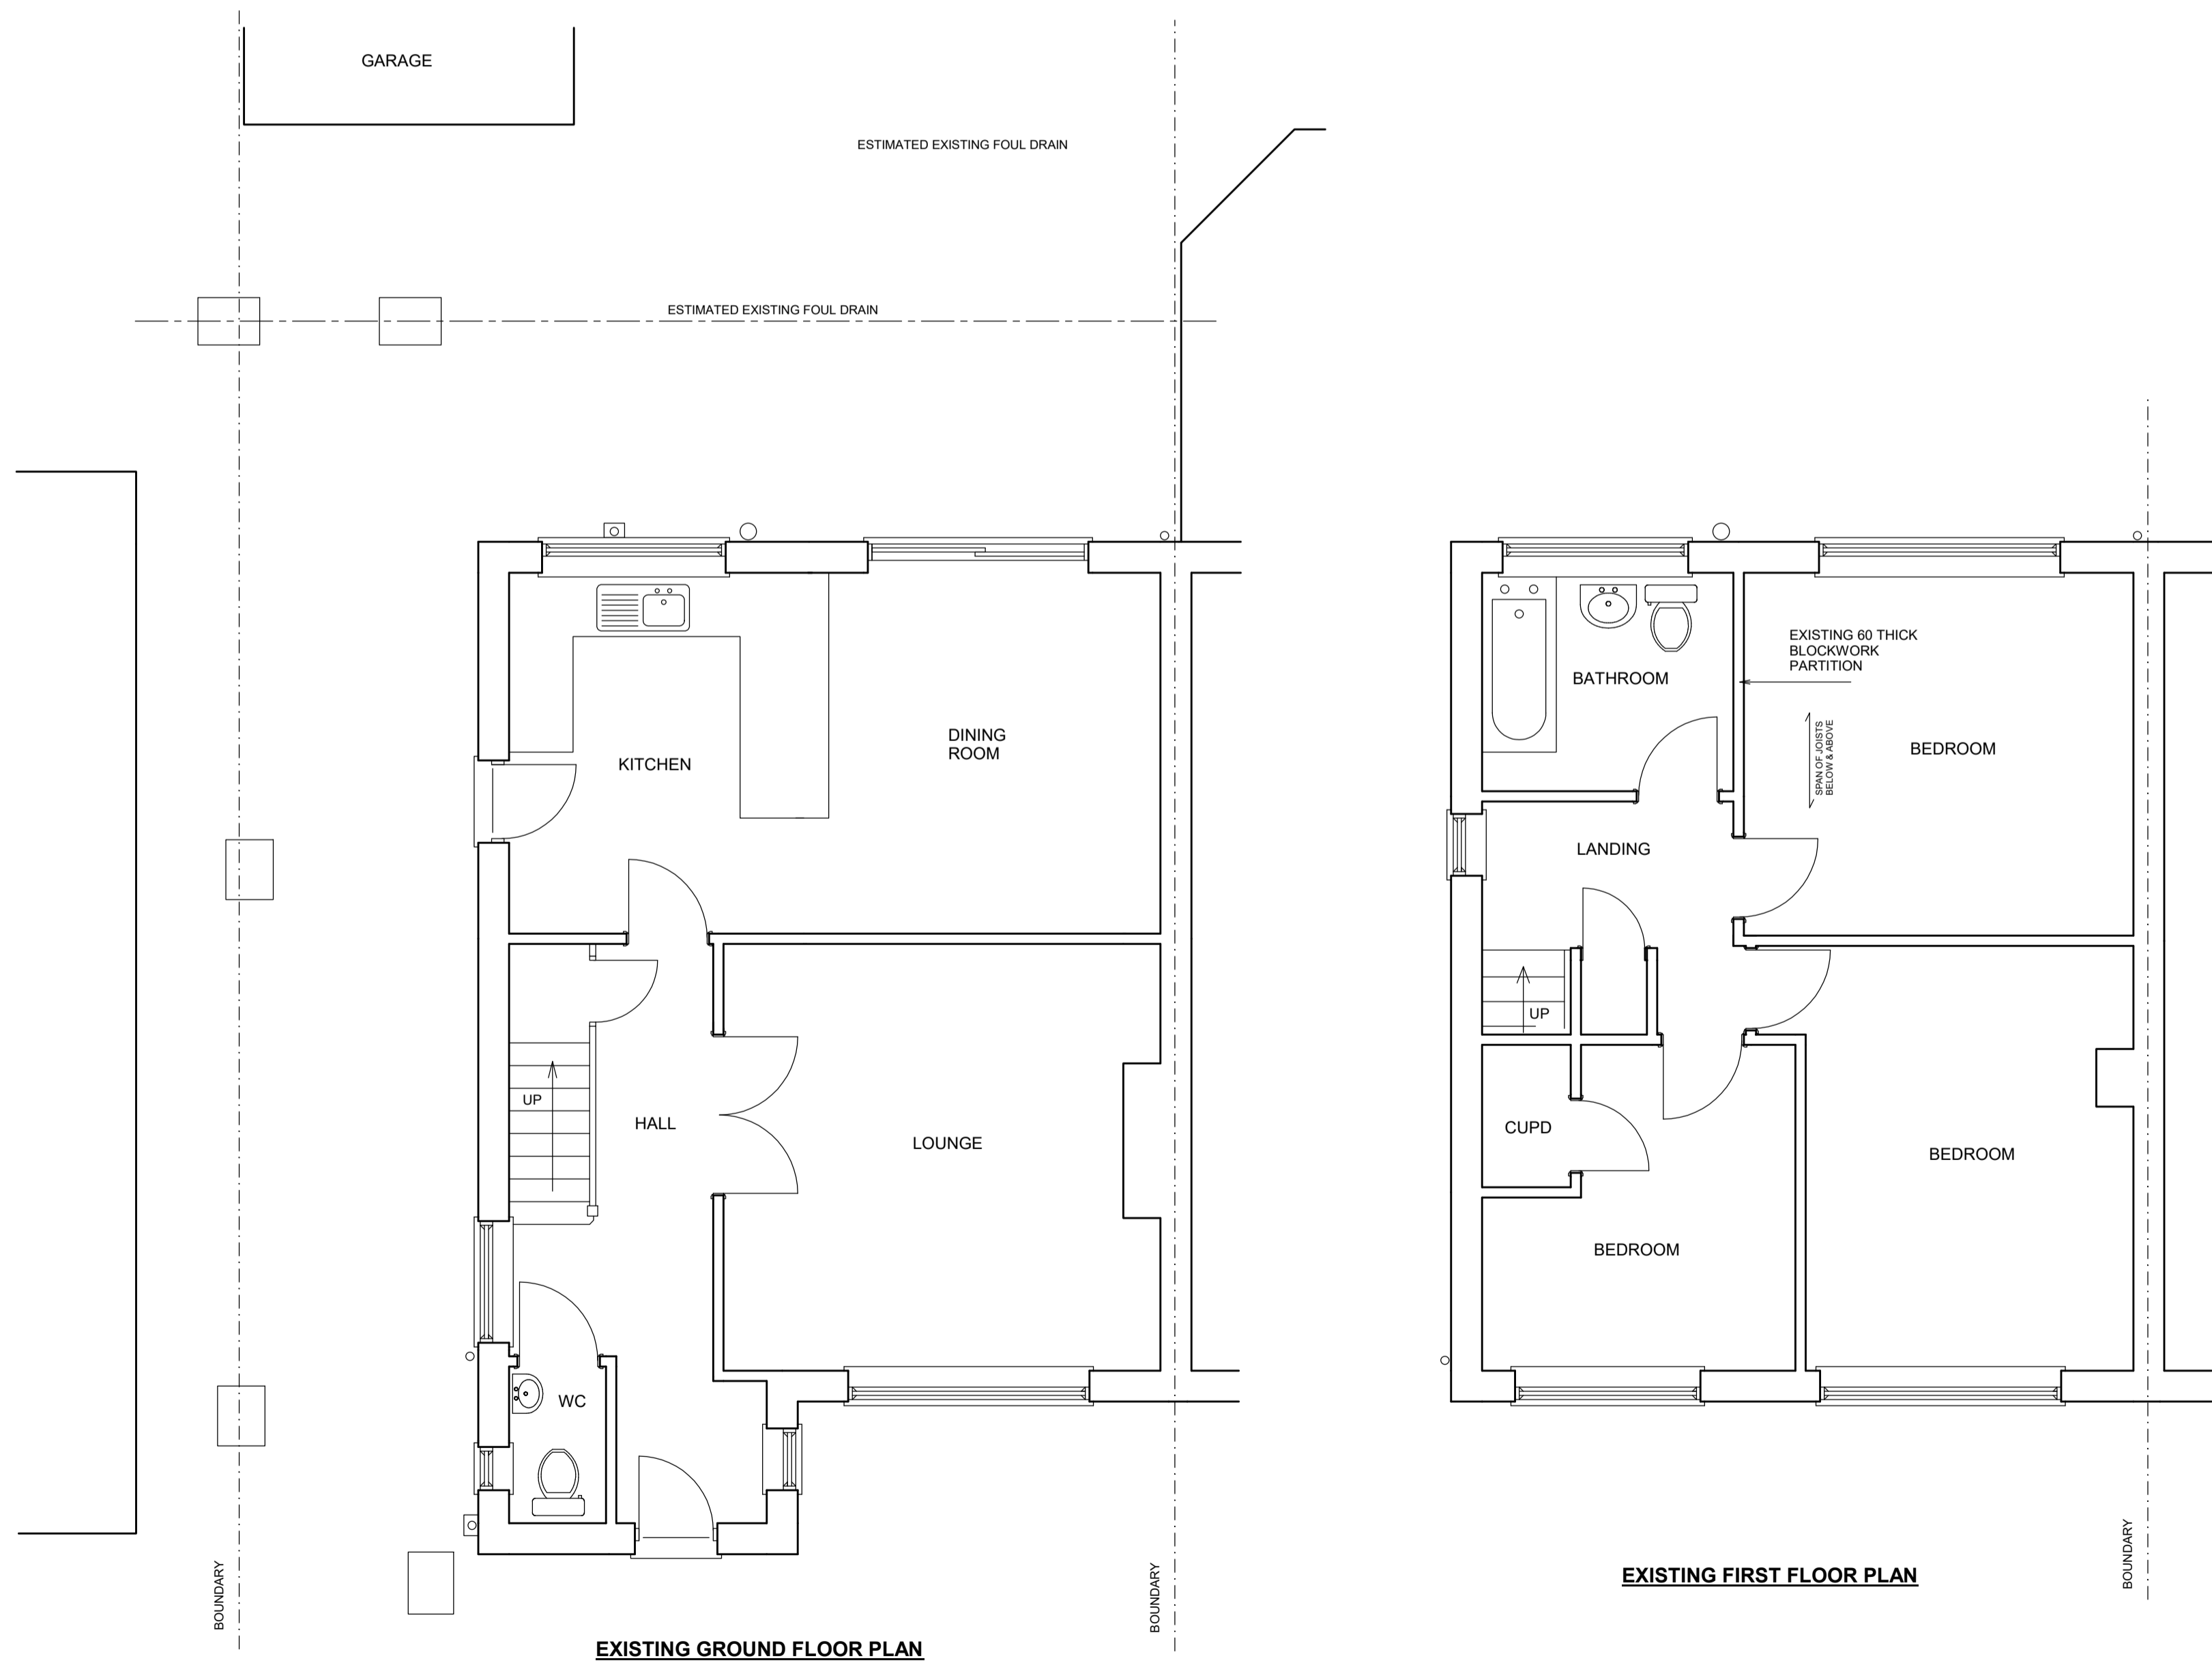 GARAGE
ESTIMATED EXISTING FOUL DRAIN
ESTIMATED EXISTING FOUL DRAIN
KITCHEN
DINING
ROOM
UP
HALL
LOUNGE
WC
BOUNDARY
BOUNDARY
EXISTING GROUND FLOOR PLAN
EXISTING 60 THICK
BLOCKWORK
PARTITION
BATHROOM
SPAN OF JOISTS
BELOW & ABOVE
BEDROOM
LANDING
UP
CUPD
BEDROOM
BEDROOM
BOUNDARY
EXISTING FIRST FLOOR PLAN